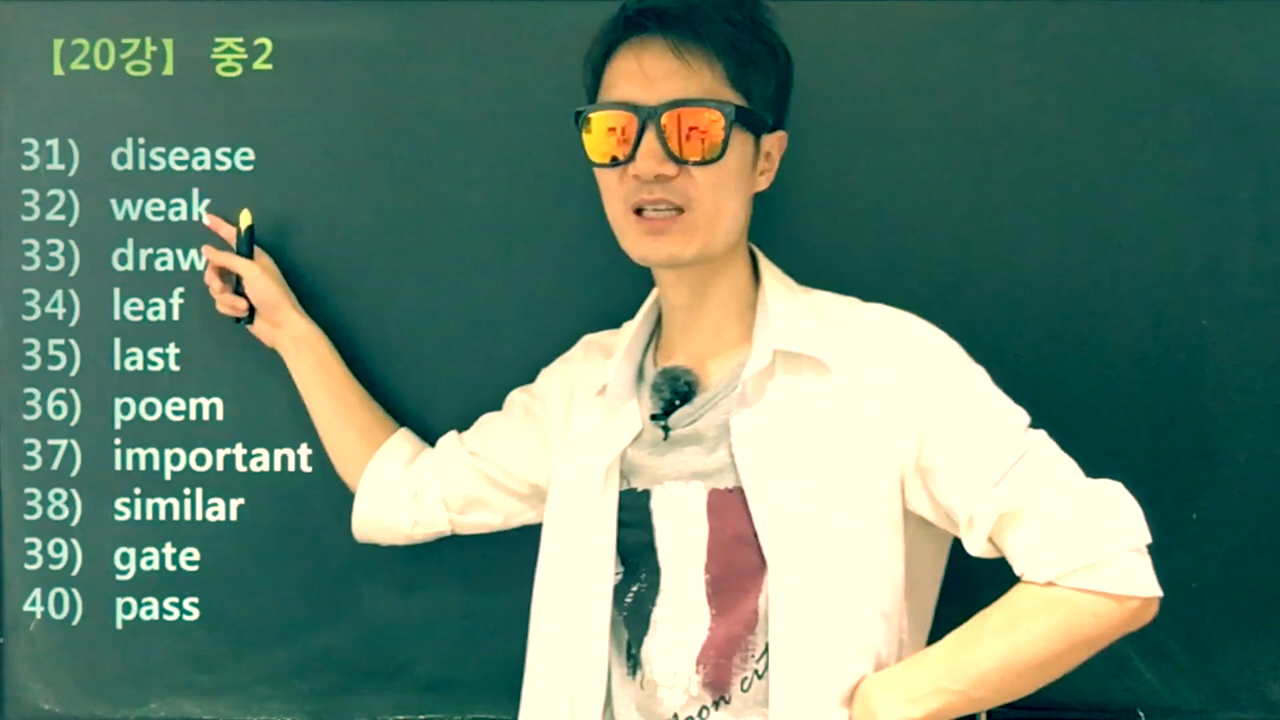 【20강】 중2
31) disease
32) weak
33) draw
34) leaf
35) last
36) poem
37) important
38) similar
39) gate
40) pass